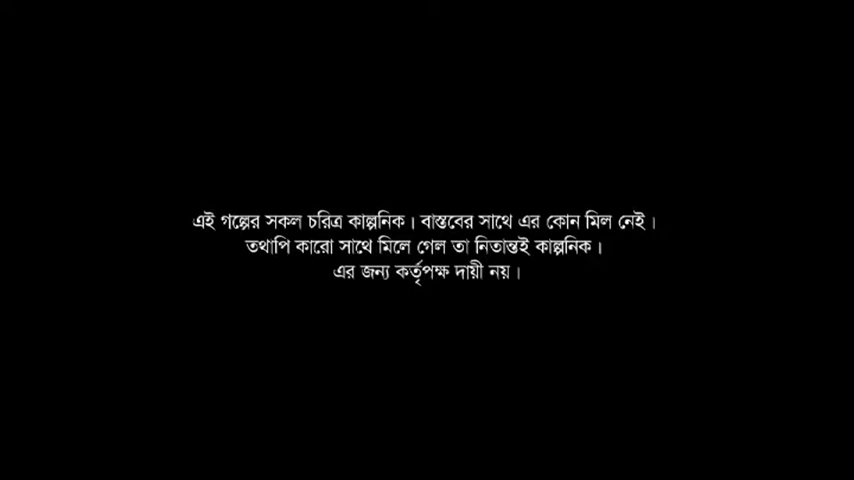 এই গল্পের সকল চরিত্র কাল্পনিক। বাস্তবের সাথে এর কোন মিল নেই।
তথাপি কারো সাথে মিলে গেল তা নিতান্তই কাল্পনিক।
এর জন্য কর্তৃপক্ষ দায়ী নয়।